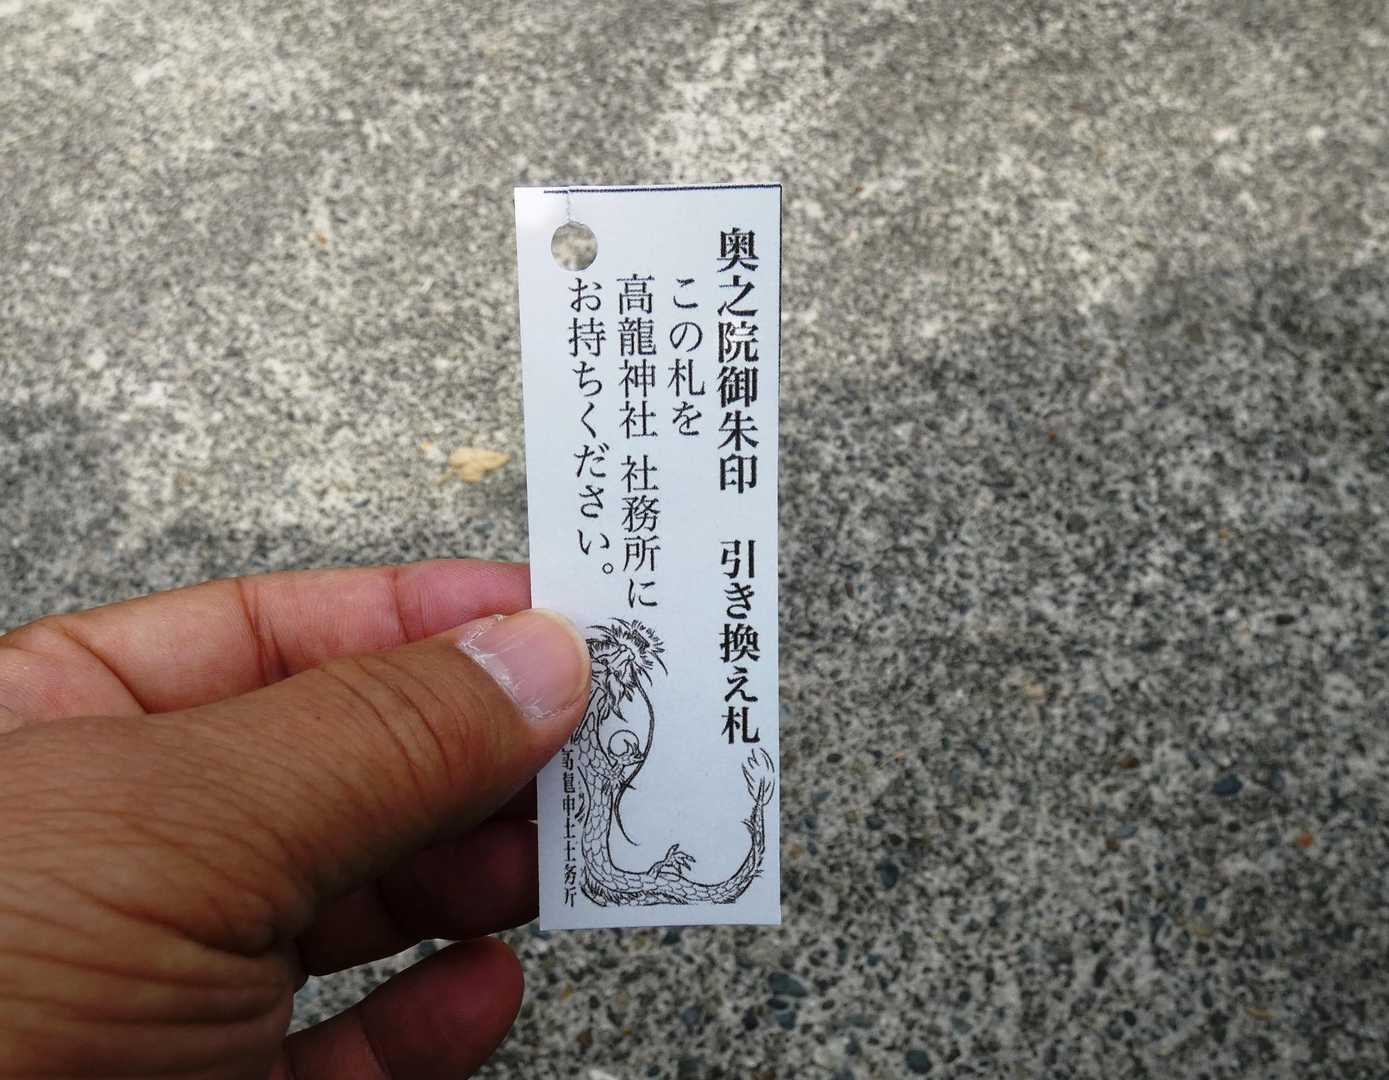 奥之院御朱印 引き換え札
この札を
高龍神社 社務所に
お持ちください。